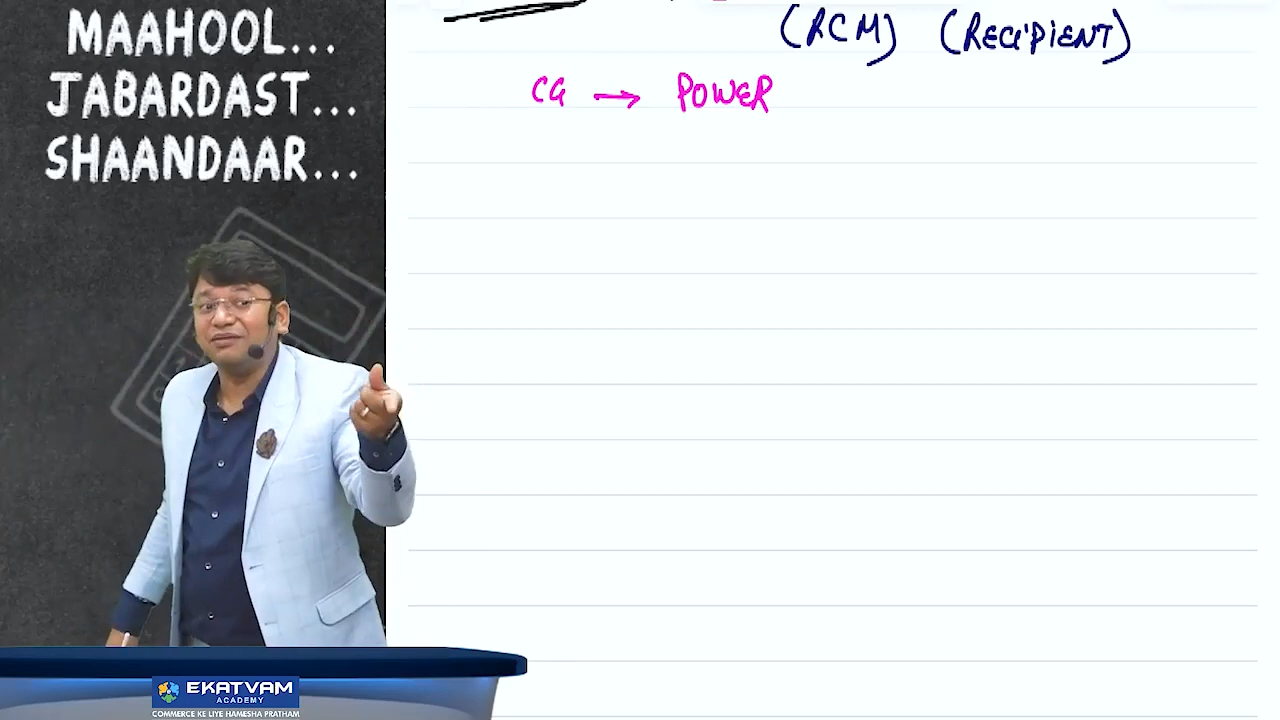 MAAHOOL...
JABARDAST...
SHAANDAAR...
(RCM) (RECIPIENT)
CG → POWER
EKATVAM
ACADEMY
COMMERCE KE LIYE HAMESHA PRATHAM